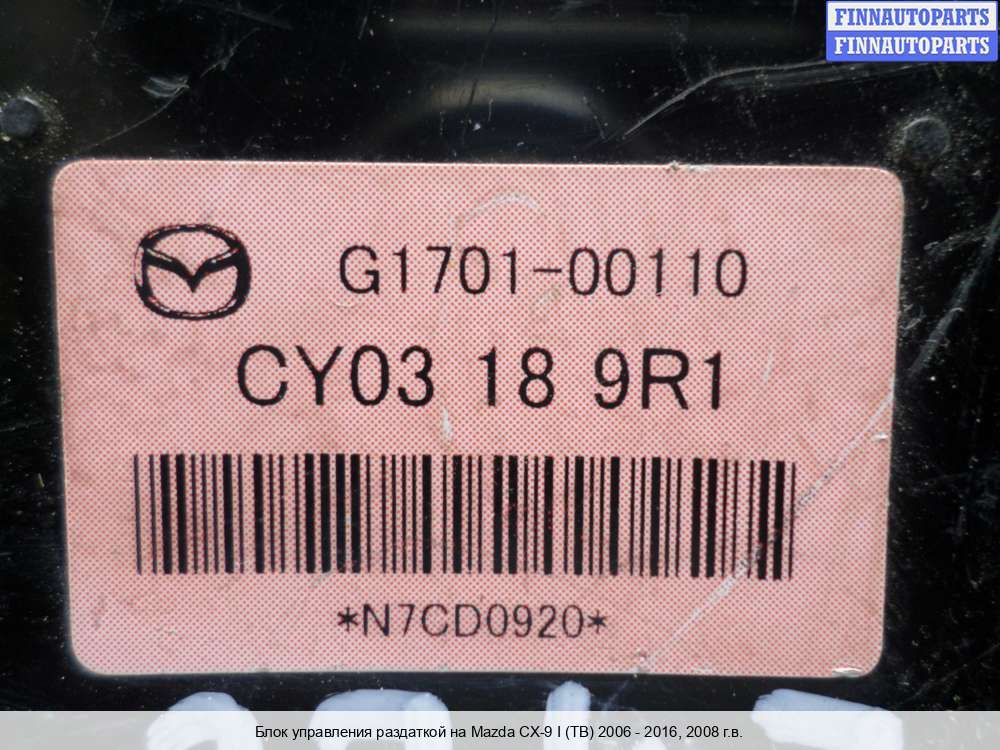 FINNAUTOPARTS
FINNAUTOPARTS
G1701-00110
CY03 18 9R1
*N7CD0920*
Блок управления раздаткой на Mazda CX-9 I (TB) 2006 - 2016, 2008 г.в.